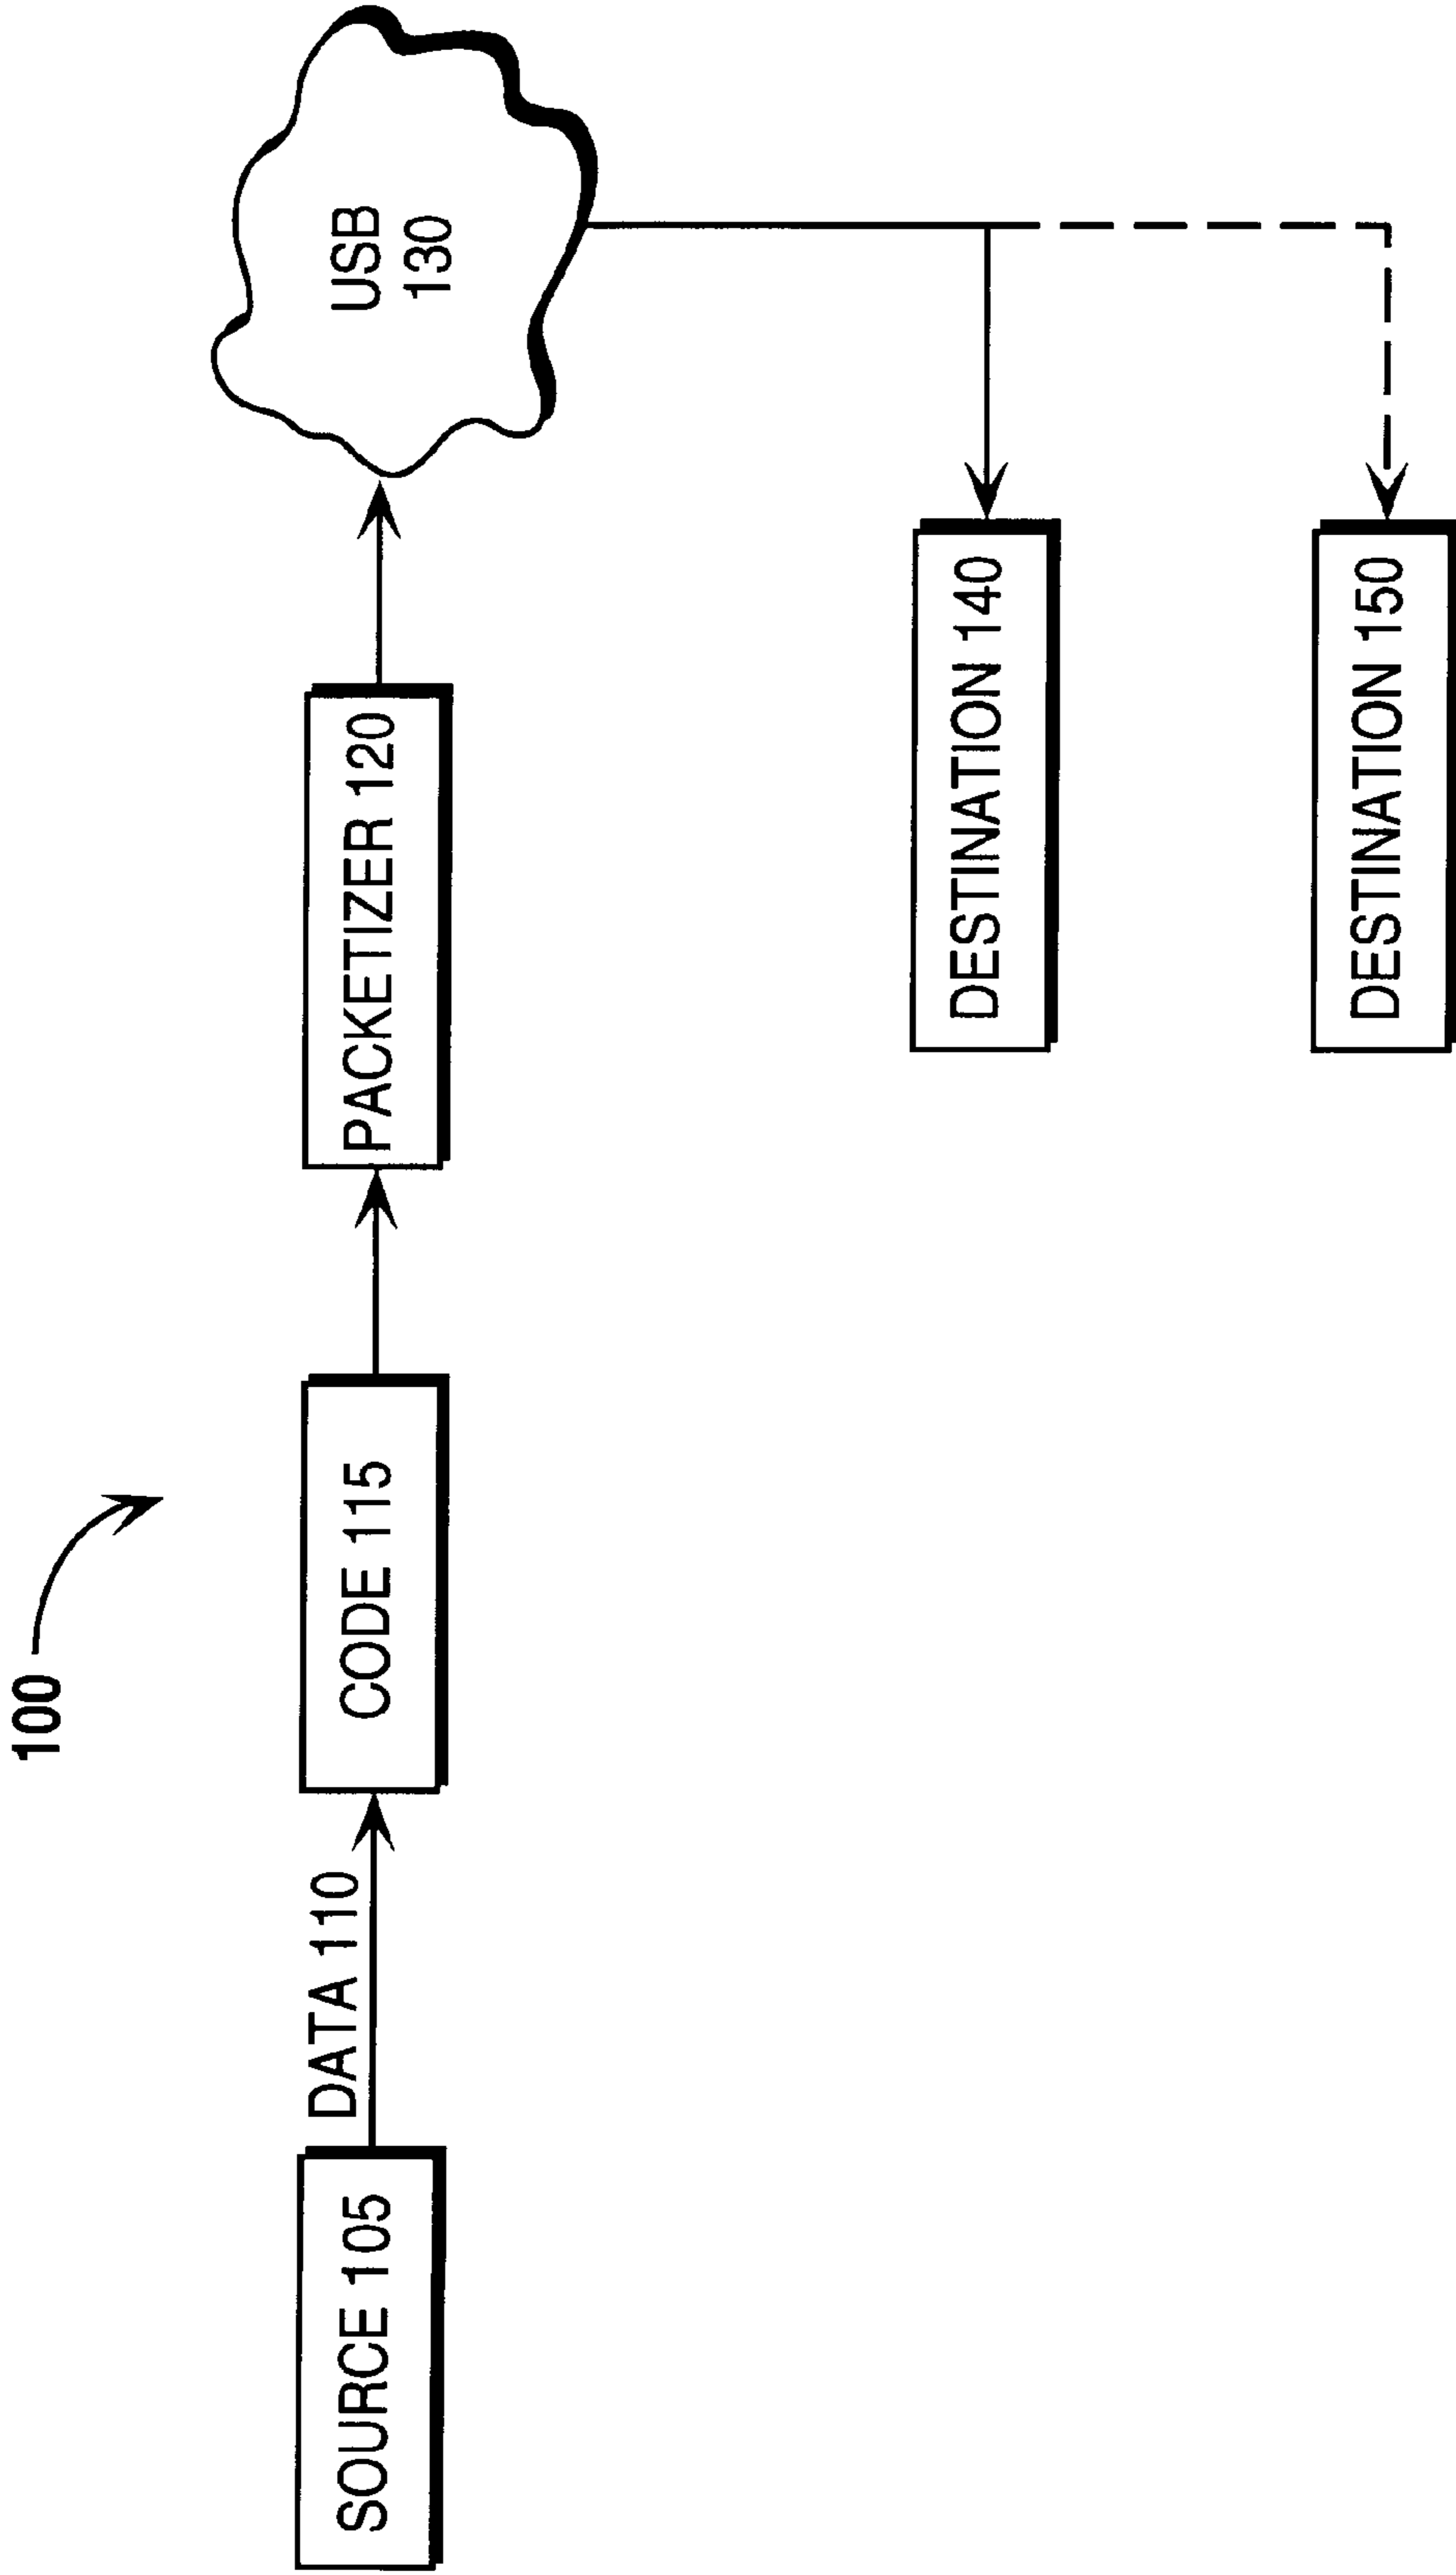 100
SOURCE 105
DATA 110
CODE 115
PACKETIZER 120
USB
130
DESTINATION 140
DESTINATION 150